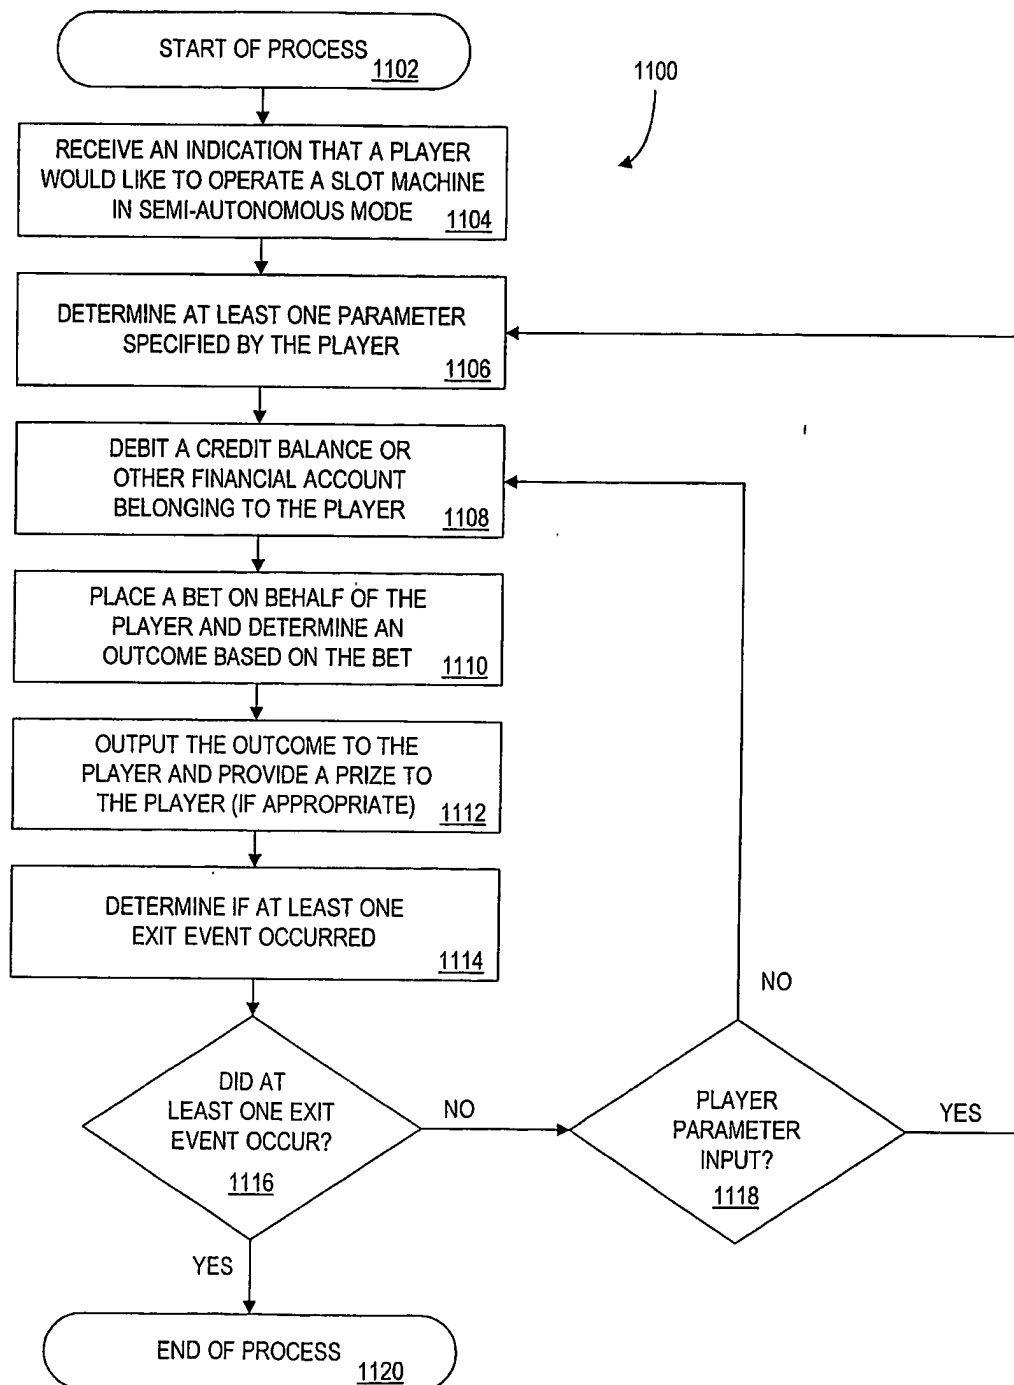 START OF PROCESS
1102
1100
RECEIVE AN INDICATION THAT A PLAYER
WOULD LIKE TO OPERATE A SLOT MACHINE
IN SEMI-AUTONOMOUS MODE
1104
DETERMINE AT LEAST ONE PARAMETER
SPECIFIED BY THE PLAYER
1106
DEBIT A CREDIT BALANCE OR
OTHER FINANCIAL ACCOUNT
BELONGING TO THE PLAYER
1108
PLACE A BET ON BEHALF OF THE
PLAYER AND DETERMINE AN
OUTCOME BASED ON THE BET
1110
OUTPUT THE OUTCOME TO THE
PLAYER AND PROVIDE A PRIZE TO
THE PLAYER (IF APPROPRIATE)
1112
DETERMINE IF AT LEAST ONE
EXIT EVENT OCCURRED
1114
DID AT
LEAST ONE EXIT
EVENT OCCUR?
1116
NO
YES
PLAYER
PARAMETER
INPUT?
1118
NO
YES
END OF PROCESS
1120